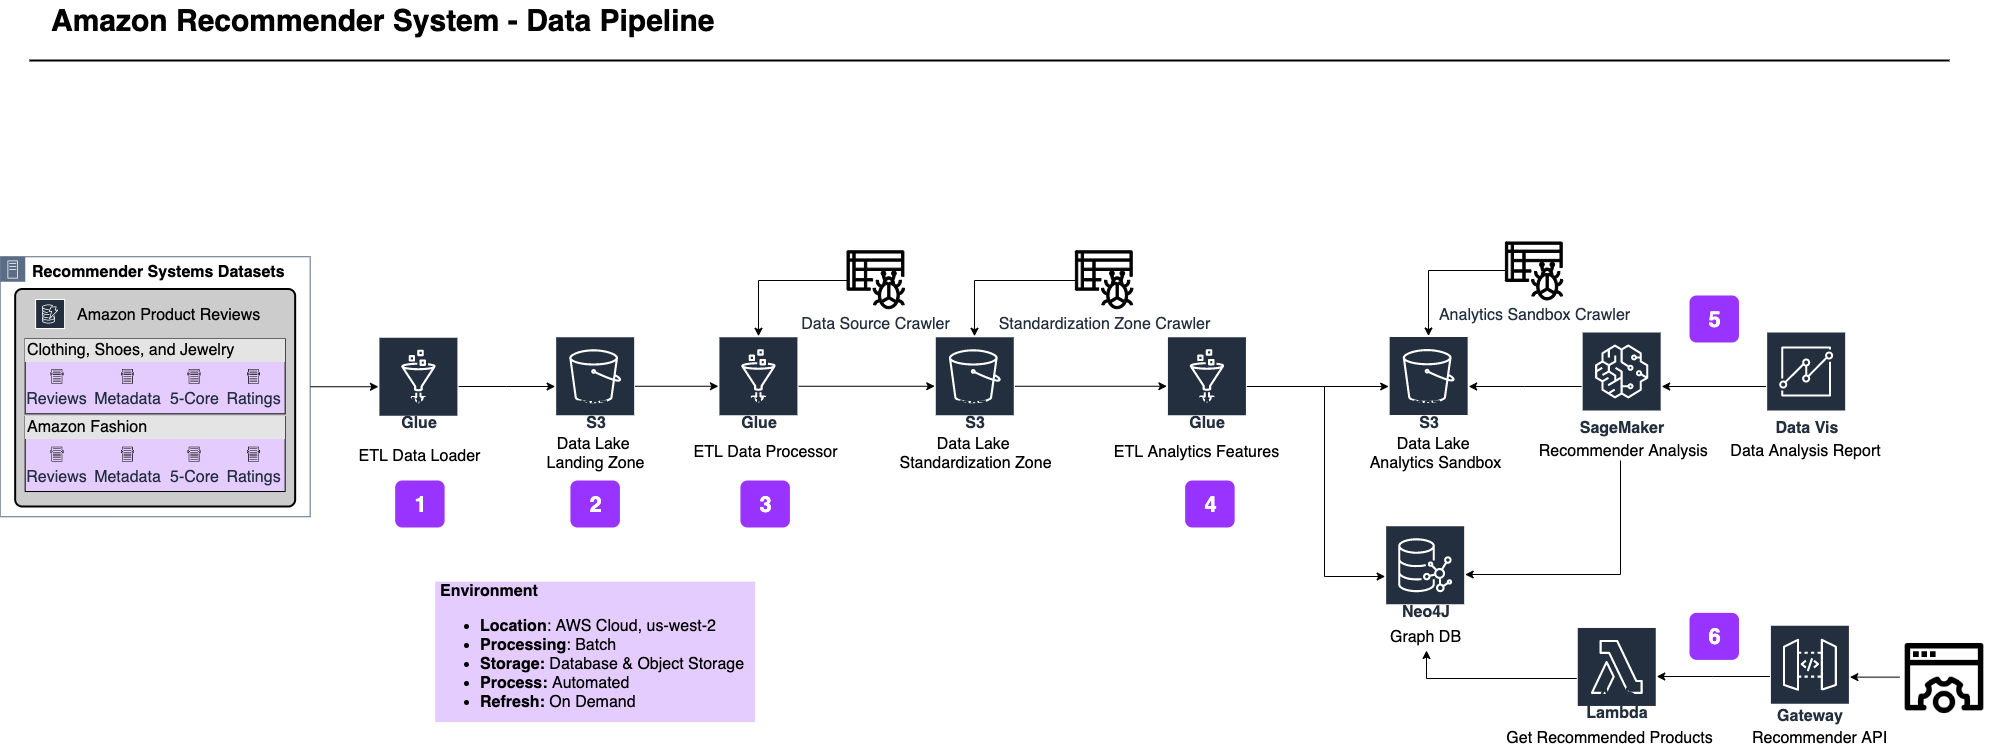 Amazon Recommender System - Data Pipeline
Recommender Systems Datasets
Amazon Product Reviews
Clothing, Shoes, and Jewelry
Reviews Metadata 5-Core Ratings
Amazon Fashion
Reviews Metadata 5-Core Ratings
Glue
ETL Data Loader
1
S3
Data Lake
Landing Zone
2
Data Source Crawler
Glue
ETL Data Processor
3
Standardization Zone Crawler
S3
Data Lake
Standardization Zone
Glue
ETL Analytics Features
4
Analytics Sandbox Crawler
S3
Data Lake
Analytics Sandbox
5
SageMaker
Recommender Analysis
Data Vis
Data Analysis Report
Neo4J
Graph DB
6
Lambda
Get Recommended Products
</>
Gateway
Recommender API
Environment
• Location: AWS Cloud, us-west-2
• Processing: Batch
• Storage: Database & Object Storage
• Process: Automated
• Refresh: On Demand